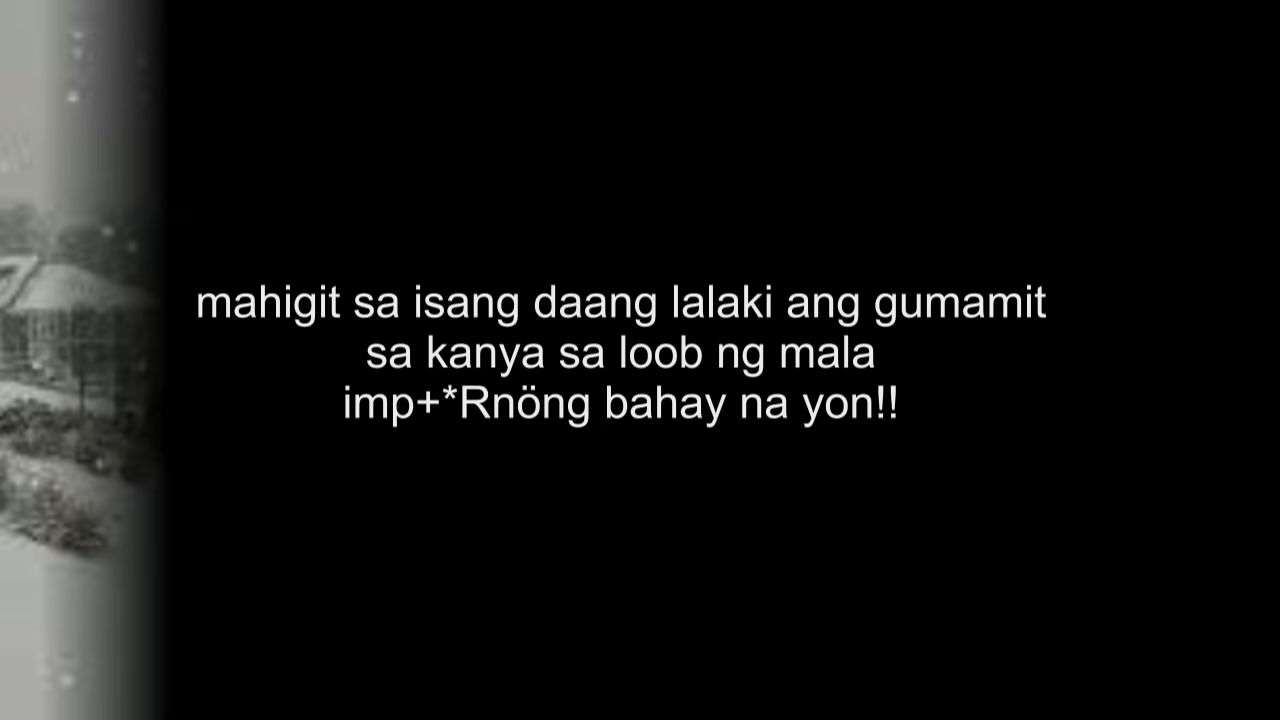 mahigit sa isang daang lalaki ang gumamit
sa kanya sa loob ng mala
imp+*Rnöng bahay na yon!!